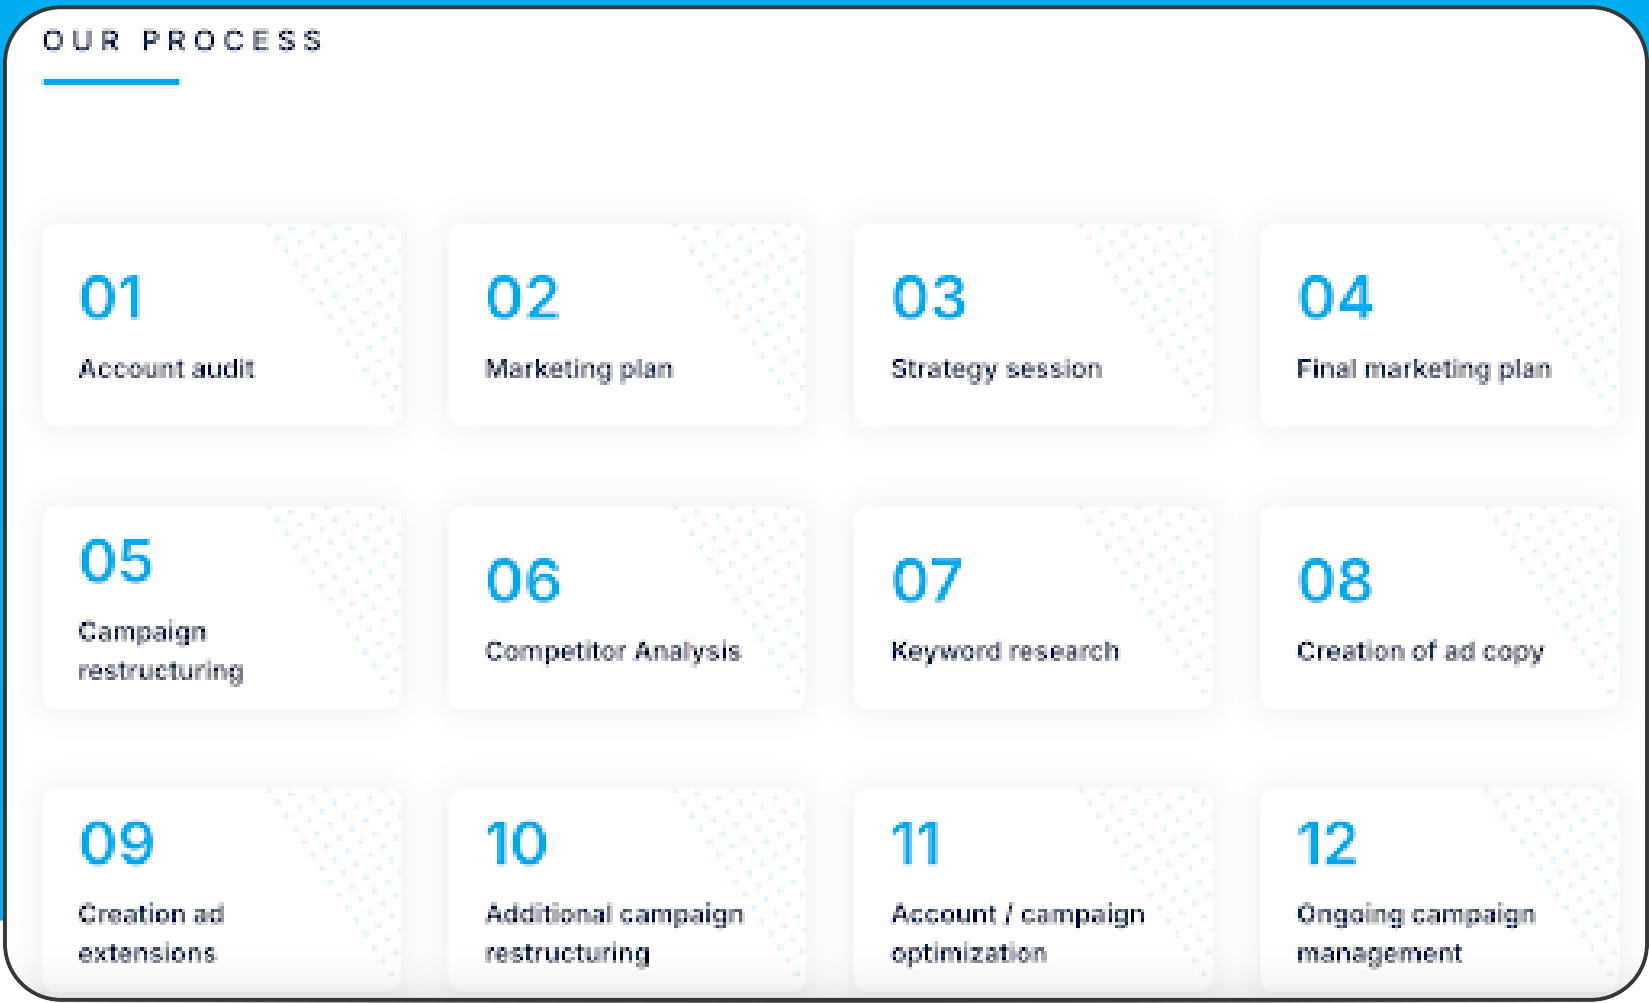 OUR PROCESS
01
Account audit
02
Marketing plan
03
Strategy session
04
Final marketing plan
05
Campaign
restructuring
06
Competitor Analysis
07
Keyword research
08
Creation of ad copy
09
Creation ad
extensions
10
Additional campaign
restructuring
11
Account / campaign
optimization
12
Ongoing campaign
management